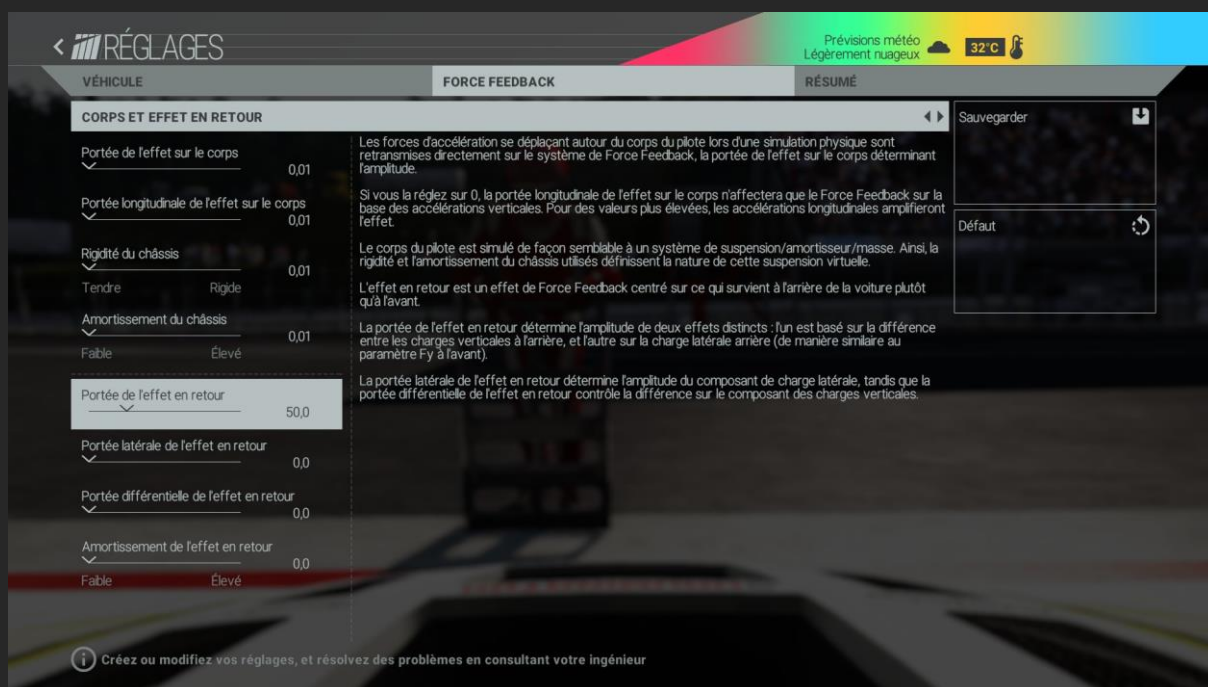 RÉGLAGES
Prévisions météo
Légèrement nuageux
32°C
VÉHICULE
FORCE FEEDBACK
RÉSUMÉ
CORPS ET EFFET EN RETOUR
Portée de l'effet sur le corps
0,01
Portée longitudinale de l'effet sur le corps
0,01
Rigidité du châssis
0,01
Tendre Rigide
Amortissement du châssis
0,01
Faible Élevé
Portée de l'effet en retour
50,0
Portée latérale de l'effet en retour
0,0
Portée différentielle de l'effet en retour
0,0
Amortissement de l'effet en retour
0,0
Faible Élevé
Les forces d'accélération se déplaçant autour du corps du pilote lors d'une simulation physique sont
retransmises directement sur le système de Force Feedback, la portée de l'effet sur le corps déterminant
l'amplitude.
Si vous la réglez sur 0, la portée longitudinale de l'effet sur le corps n'affectera que le Force Feedback sur la
base des accélérations verticales. Pour des valeurs plus élevées, les accélérations longitudinales amplifieront
l'effet.
Le corps du pilote est simulé de façon semblable à un système de suspension/amortisseur/masse. Ainsi, la
rigidité et l'amortissement du châssis utilisés définissent la nature de cette suspension virtuelle.
L'effet en retour est un effet de Force Feedback centré sur ce qui survient à l'arrière de la voiture plutôt
qu'à l'avant.
La portée de l'effet en retour détermine l'amplitude de deux effets distincts : l'un est basé sur la différence
entre les charges verticales à l'arrière, et l'autre sur la charge latérale arrière (de manière similaire au
paramètre Fy à l'avant).
La portée latérale de l'effet en retour détermine l'amplitude du composant de charge latérale, tandis que la
portée différentielle de l'effet en retour contrôle la différence sur le composant des charges verticales.
Sauvegarder
Défaut
Créez ou modifiez vos réglages, et résolvez des problèmes en consultant votre ingénieur